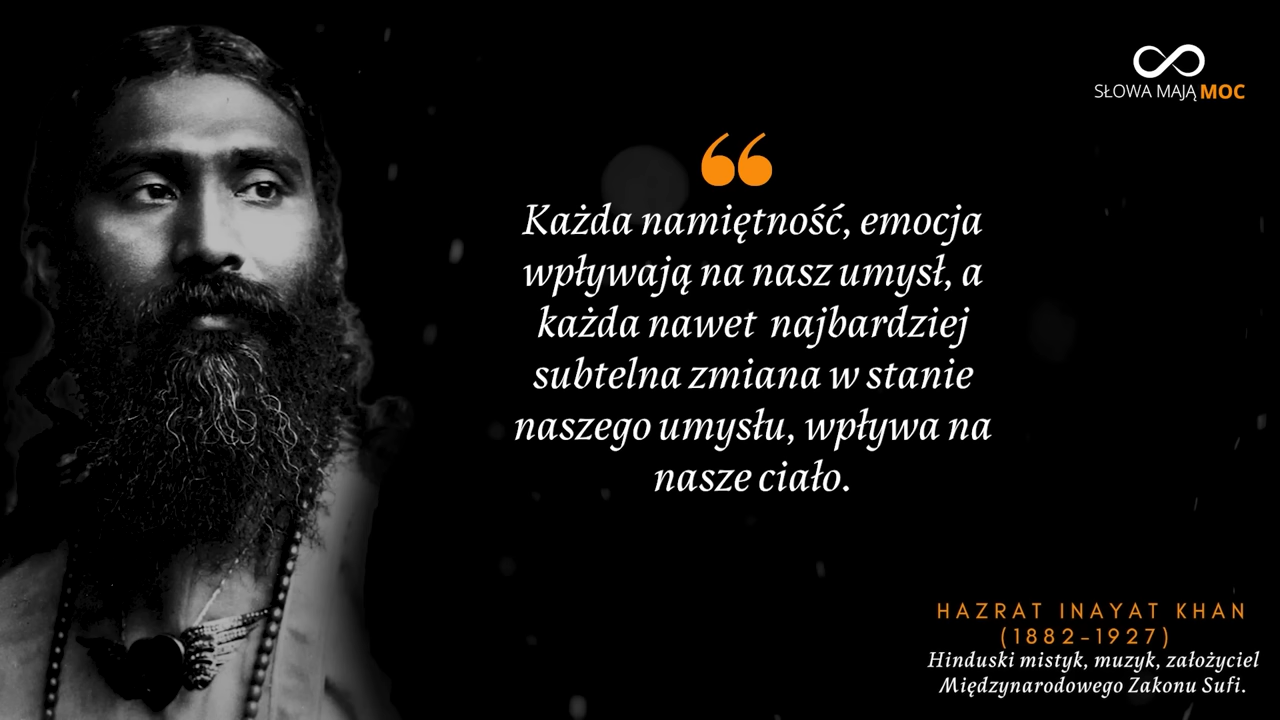 SŁOWA MAJĄ MOC
Każda namiętność, emocja
wpływają na nasz umysł, a
każda nawet najbardziej
subtelna zmiana w stanie
naszego umysłu, wpływa na
nasze ciało.
HAZRAT INAYAT KHAN
(1882-1927)
Hinduski mistyk, muzyk, założyciel
Międzynarodowego Zakonu Sufi.